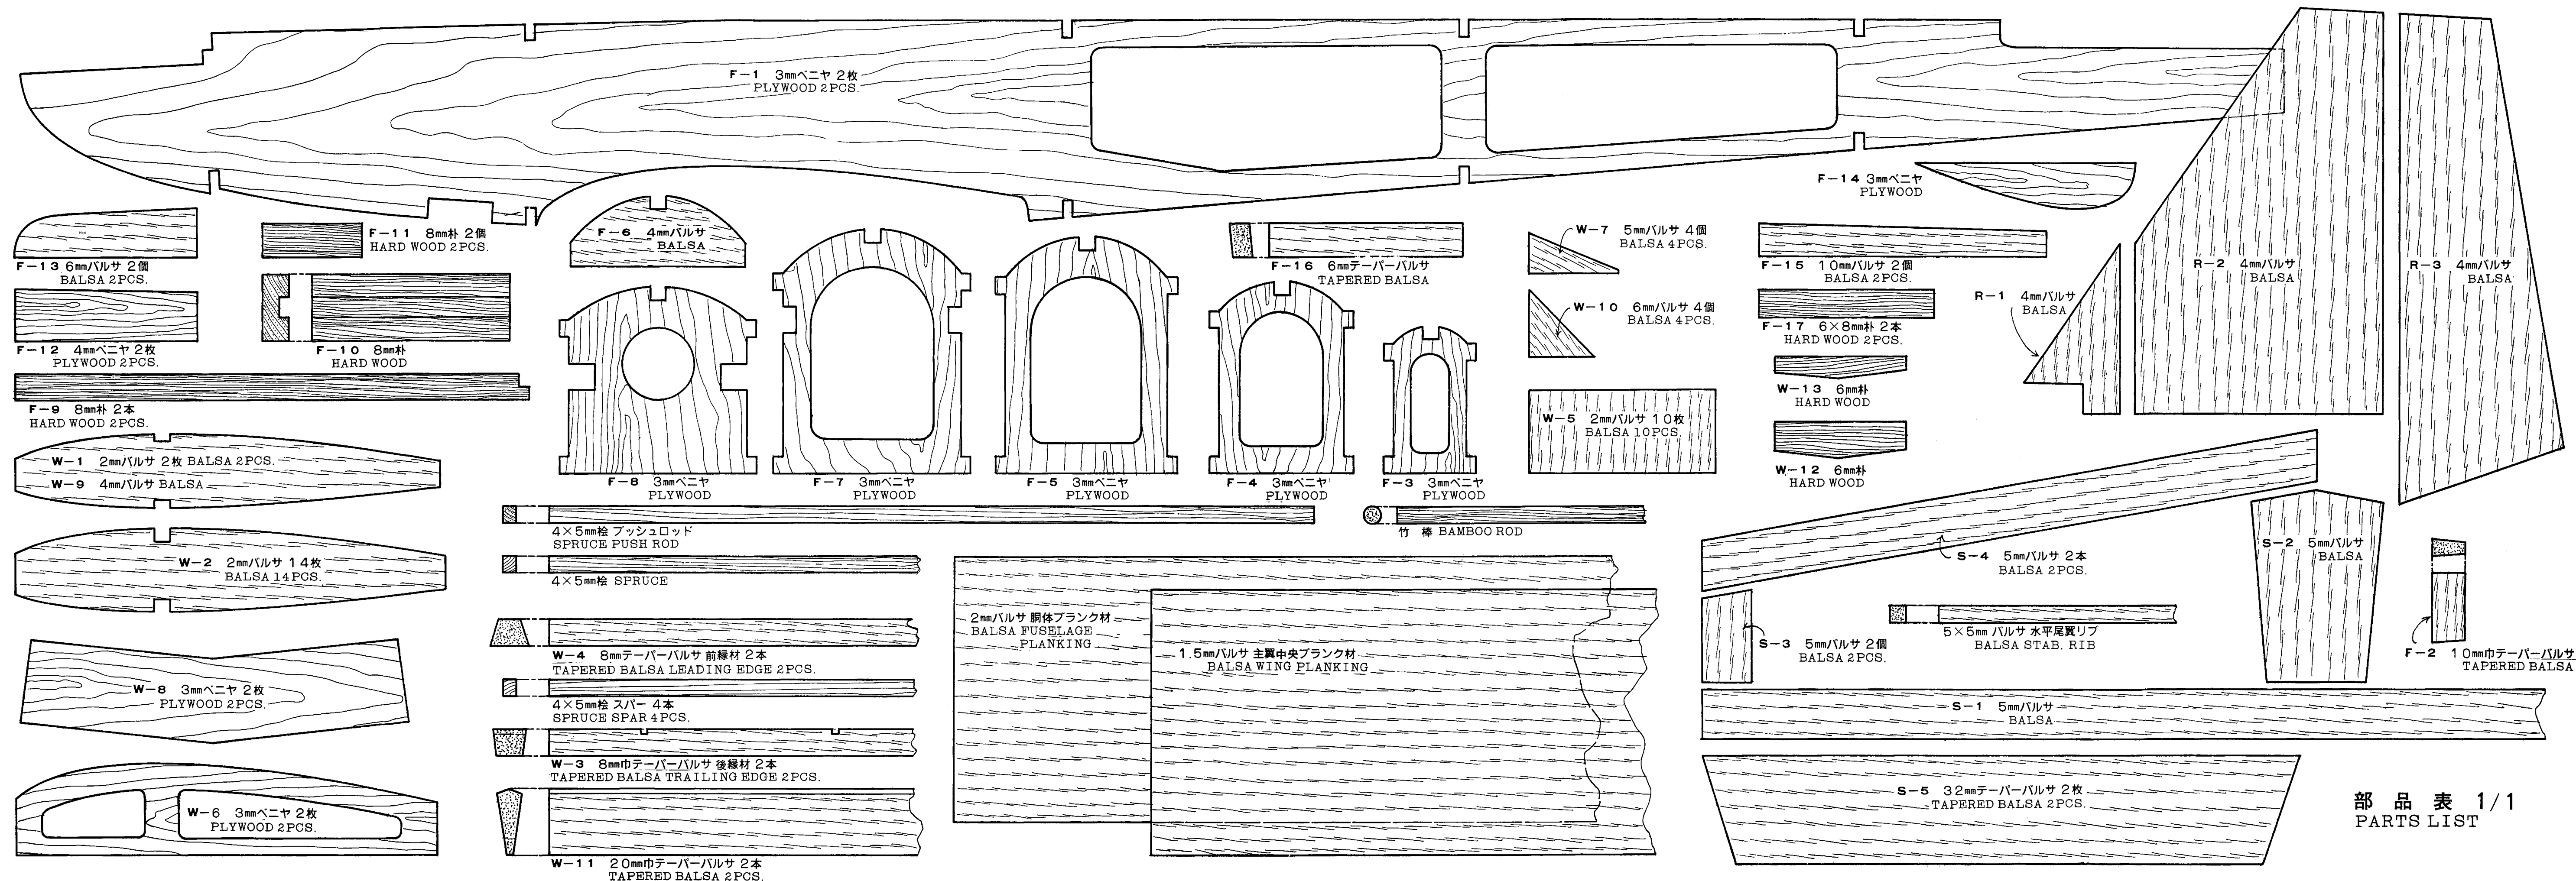 F-1 3mmベニヤ 2枚
PLYWOOD 2PCS.
F-14 3mmベニヤ
PLYWOOD
F-13 6mmバルサ 2個
BALSA 2PCS.
F-11 8mm朴 2個
HARD WOOD 2PCS.
F-6 4mmバルサ
BALSA
F-16 6mmテーパーバルサ
TAPERED BALSA
W-7 5mmバルサ 4個
BALSA 4PCS.
F-15 10mmバルサ 2個
BALSA 2PCS.
R-1 4mmバルサ
BALSA
R-2 4mmバルサ
BALSA
R-3 4mmバルサ
BALSA
F-12 4mmベニヤ 2枚
PLYWOOD 2PCS.
F-10 8mm朴
HARD WOOD
W-10 6mmバルサ 4個
BALSA 4PCS.
F-17 6×8mm朴 2本
HARD WOOD 2PCS.
F-9 8mm朴 2本
HARD WOOD 2PCS.
W-13 6mm朴
HARD WOOD
W-5 2mmバルサ 10枚
BALSA 10PCS.
W-12 6mm朴
HARD WOOD
W-1 2mmバルサ 2枚 BALSA 2PCS.
W-9 4mmバルサ BALSA
F-8 3mmベニヤ
PLYWOOD
F-7 3mmベニヤ
PLYWOOD
F-5 3mmベニヤ
PLYWOOD
F-4 3mmベニヤ
PLYWOOD
F-3 3mmベニヤ
PLYWOOD
W-2 2mmバルサ 14枚
BALSA 14PCS.
4×5mm桧 プッシュロッド
SPRUCE PUSH ROD
竹棒 BAMBOO ROD
4×5mm桧 SPRUCE
S-4 5mmバルサ 2本
BALSA 2PCS.
S-2 5mmバルサ
BALSA
2mmバルサ 胴体プランク材
BALSA FUSELAGE
PLANKING
1.5mmバルサ 主翼中央プランク材
BALSA WING PLANKING
S-3 5mmバルサ 2個
BALSA 2PCS.
5×5mm バルサ 水平尾翼リブ
BALSA STAB. RIB
F-2 10mm巾テーパーバルサ
TAPERED BALSA
W-4 8mmテーパーバルサ 前縁材 2本
TAPERED BALSA LEADING EDGE 2PCS.
W-8 3mmベニヤ 2枚
PLYWOOD 2PCS.
4×5mm桧 スパー 4本
SPRUCE SPAR 4PCS.
S-1 5mmバルサ
BALSA
W-3 8mm巾テーパーバルサ 後縁材 2本
TAPERED BALSA TRAILING EDGE 2PCS.
W-6 3mmベニヤ 2枚
PLYWOOD 2PCS.
S-5 32mmテーパーバルサ 2枚
TAPERED BALSA 2PCS.
W-11 20mm巾テーパーバルサ 2本
TAPERED BALSA 2PCS.
部品表 1/1
PARTS LIST